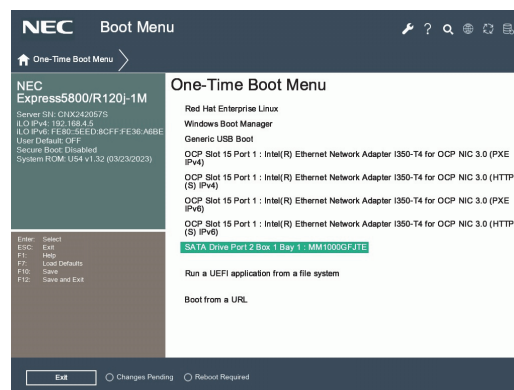 NEC Boot Menu
One-Time Boot Menu
NEC
Express5800/R120j-1M
Server SN: CNX242057S
iLO IPv4: 192.168.4.5
iLO IPv6: FE80::5EED:8CFF:FE36:A6BE
User Default: OFF
Secure Boot: Disabled
System ROM: U54 v1.32 (03/23/2023)
Enter: Select
ESC: Exit
F1: Help
F7: Load Defaults
F10: Save
F12: Save and Exit
One-Time Boot Menu
Red Hat Enterprise Linux
Windows Boot Manager
Generic USB Boot
OCP Slot 15 Port 1 : Intel(R) Ethernet Network Adapter I350-T4 for OCP NIC 3.0 (PXE
IPv4)
OCP Slot 15 Port 1 : Intel(R) Ethernet Network Adapter I350-T4 for OCP NIC 3.0 (HTTP
(S) IPv4)
OCP Slot 15 Port 1 : Intel(R) Ethernet Network Adapter I350-T4 for OCP NIC 3.0 (PXE
IPv6)
OCP Slot 15 Port 1 : Intel(R) Ethernet Network Adapter I350-T4 for OCP NIC 3.0 (HTTP
(S) IPv6)
SATA Drive Port 2 Box 1 Bay 1 : MM1000GFJTE
Run a UEFI application from a file system
Boot from a URL
Exit
Changes Pending
Reboot Required